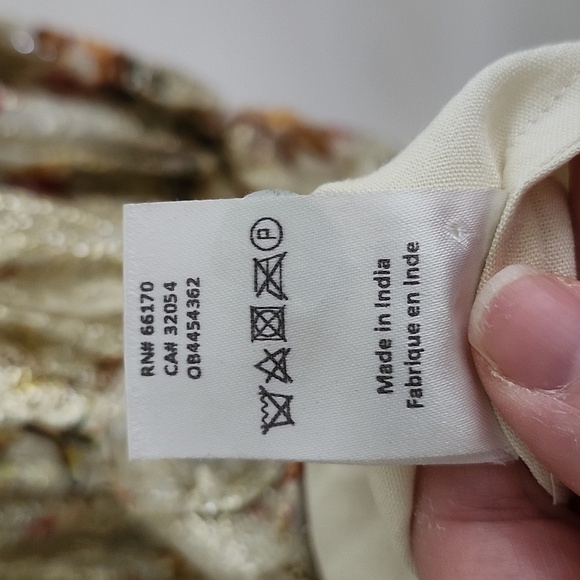 RN# 66170
CA# 32054
OB4454362
P
Made in India
Fabrique en Inde